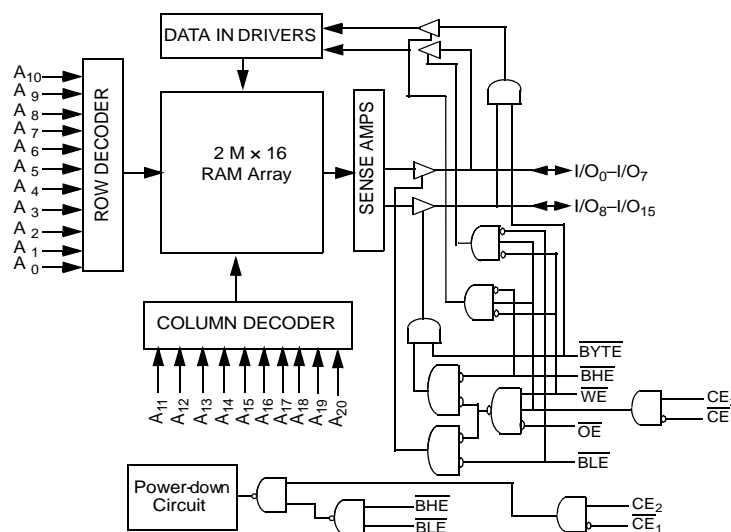 DATA IN DRIVERS
A10
A9
A8
A7
A6
A5
A4
A3
A2
A1
A0
ROW DECODER
2 M × 16
RAM Array
SENSE AMPS
I/O0–I/O7
I/O8–I/O15
COLUMN DECODER
A11
A12
A13
A14
A15
A16
A17
A18
A19
A20
BYTE
BHE
WE
CE
CE
OE
BLE
Power-down
Circuit
BHE
BLE
CE2
CE1